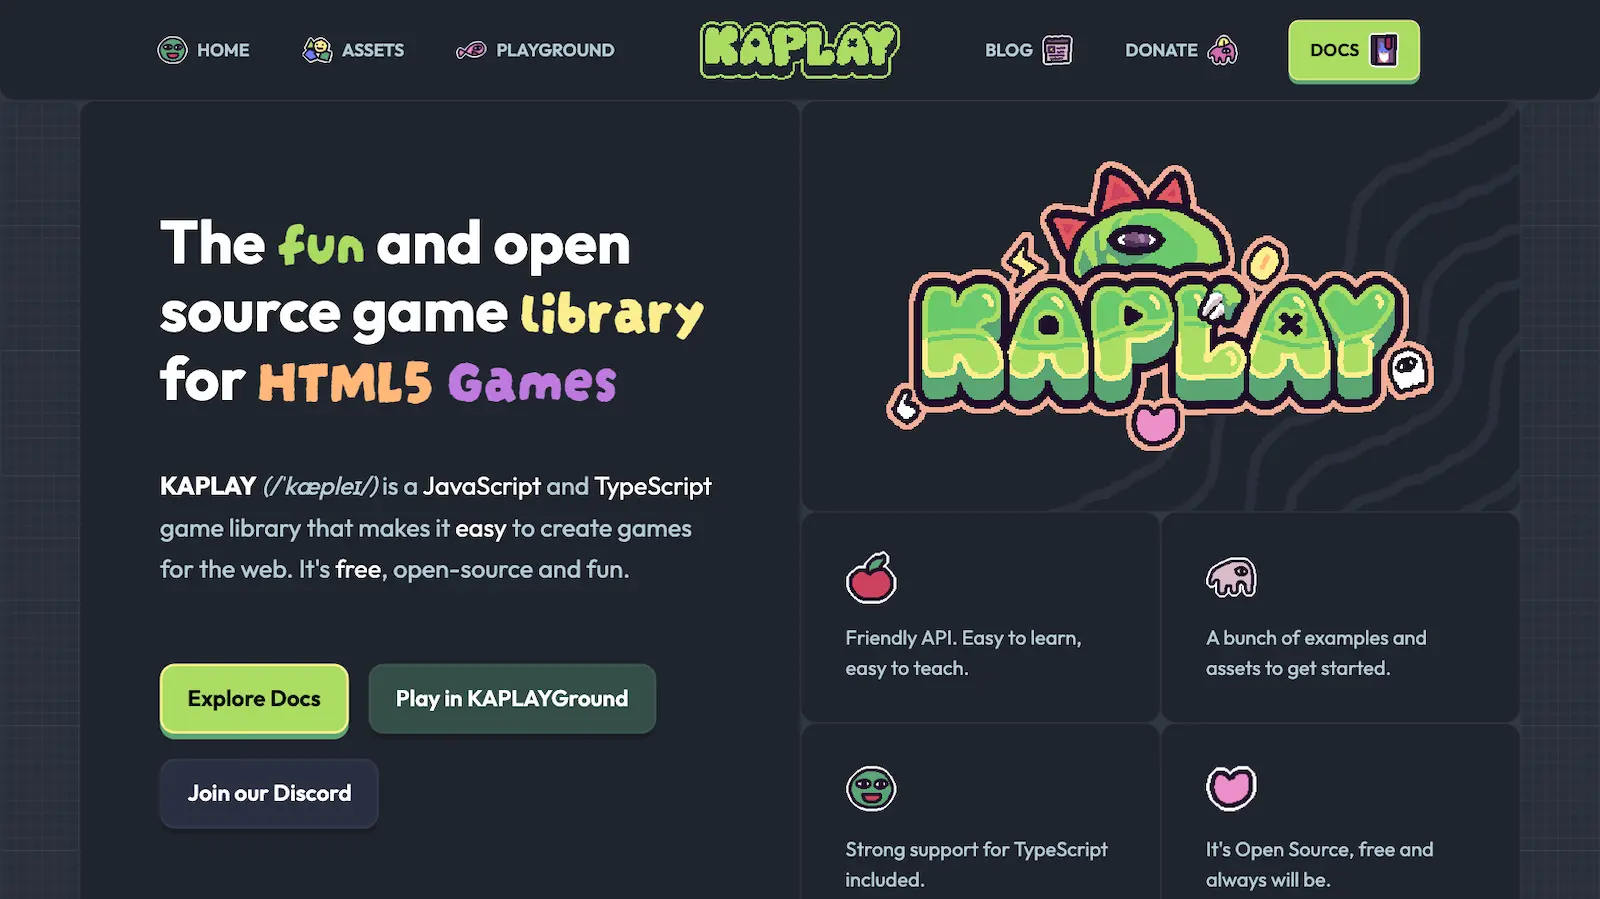 HOME
ASSETS
PLAYGROUND
KAPLAY
BLOG
DONATE
DOCS
The fun and open
source game library
for HTML5 Games
KAPLAY (/ˈkæpleɪ/) is a JavaScript and TypeScript
game library that makes it easy to create games
for the web. It's free, open-source and fun.
Explore Docs
Play in KAPLAYGround
Join our Discord
KAPLAY
Friendly API. Easy to learn,
easy to teach.
A bunch of examples and
assets to get started.
Strong support for TypeScript
included.
It's Open Source, free and
always will be.